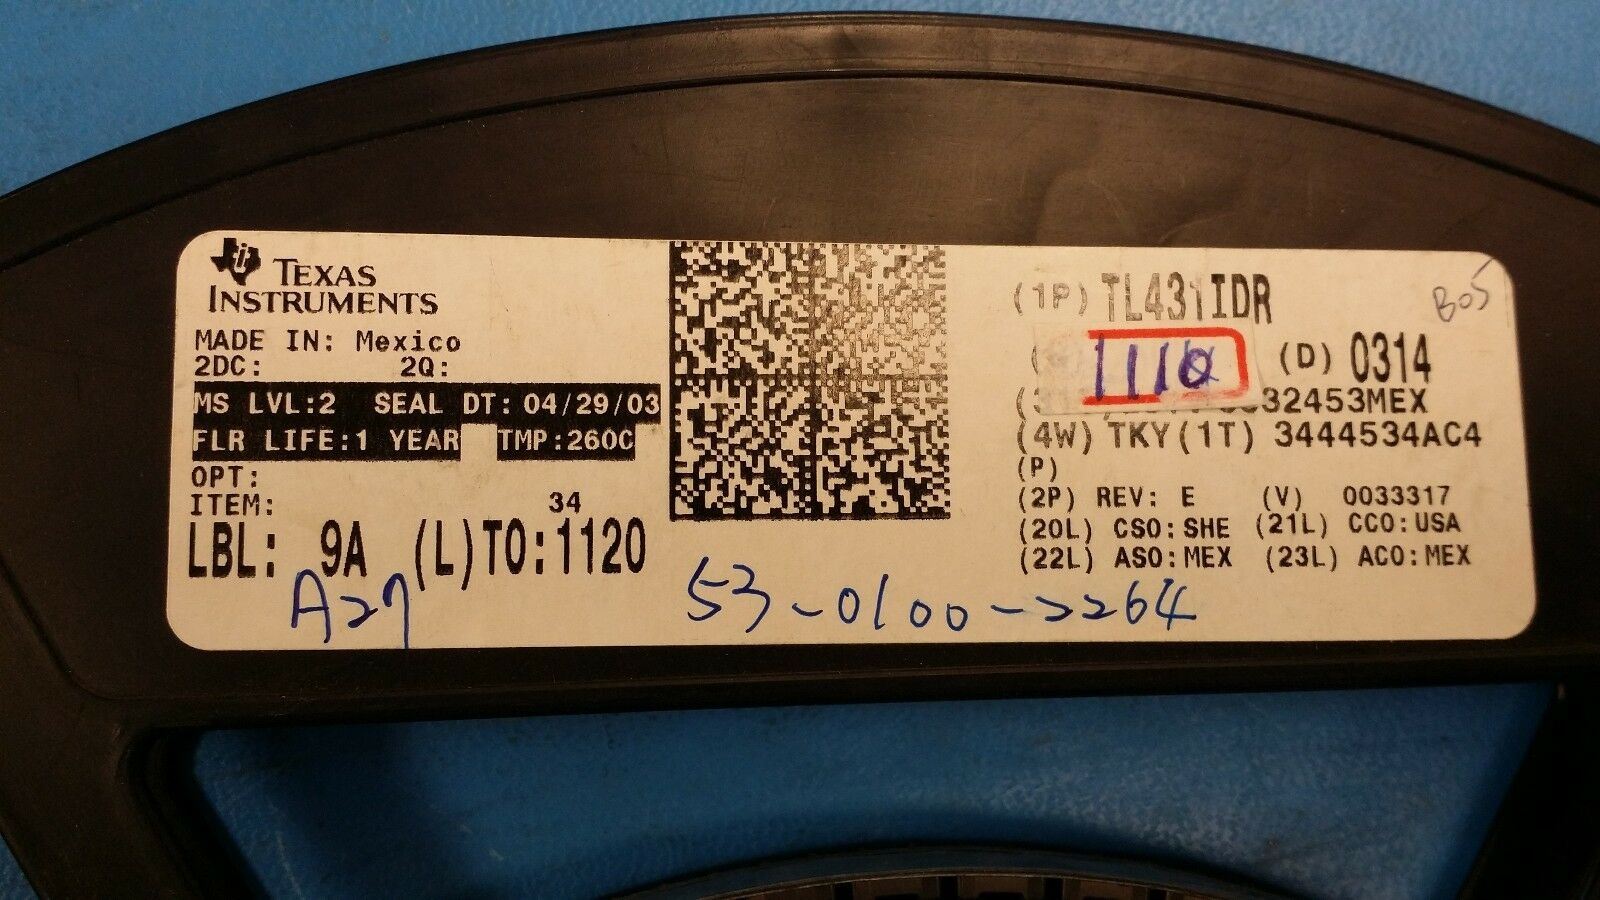 TEXAS
INSTRUMENTS
MADE IN: Mexico
2DC: 2Q:
MS LVL:2 SEAL DT: 04/29/03
FLR LIFE:1 YEAR TMP:260C
OPT:
ITEM: 34
LBL: 9A (L)TO:1120
A27
53-0100-2264
(1P) TL431IDR
B05
(D) 0314
32453MEX
(4W) TKY(1T) 3444534AC4
(P)
(2P) REV: E (V) 0033317
(20L) CSO:SHE (21L) CCO:USA
(22L) ASO:MEX (23L) ACO:MEX